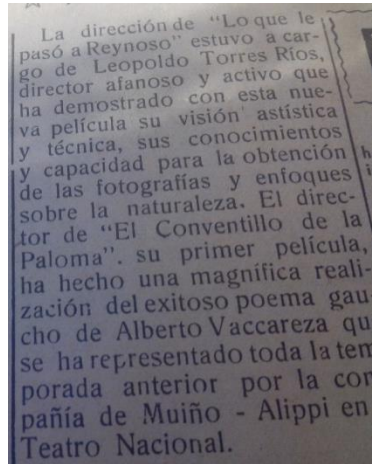 La dirección de "Lo que le
pasó a Reynoso" estuvo a car-
go de Leopoldo Torres Ríos,
director afanoso y activo que
ha demostrado con esta nue-
va película su visión astística
y técnica, sus conocimientos
y capacidad para la obtención
de las fotografías y enfoques
sobre la naturaleza. El direc-
tor de "El Conventillo de la
Paloma". su primer película,
ha hecho una magnífica reali-
zación del exitoso poema gau
cho de Alberto Vaccareza qu
se ha representado toda la tem
porada anterior por la com
pañía de Muiño - Alippi en
Teatro Nacional.